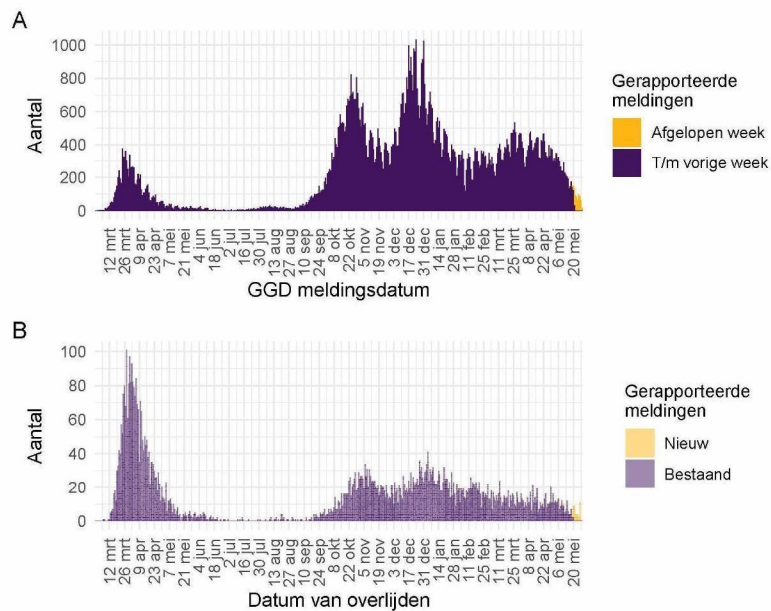 A
1000
800
600
400
200
0
Aantal
12 mrt
26 mrt
9 apr
23 apr
7 mei
21 mei
4 jun
18 jun
2 jul
16 jul
30 jul
13 aug
27 aug
10 sep
24 sep
8 okt
22 okt
5 nov
19 nov
3 dec
17 dec
31 dec
14 jan
28 jan
11 feb
25 feb
11 mrt
25 mrt
8 apr
22 apr
6 mei
20 mei
GGD meldingsdatum
Gerapporteerde
meldingen
Afgelopen week
T/m vorige week
B
100
80
60
40
20
0
Aantal
12 mrt
26 mrt
9 apr
23 apr
7 mei
21 mei
4 jun
18 jun
2 jul
16 jul
30 jul
13 aug
27 aug
10 sep
24 sep
8 okt
22 okt
5 nov
19 nov
3 dec
17 dec
31 dec
14 jan
28 jan
11 feb
25 feb
11 mrt
25 mrt
8 apr
22 apr
6 mei
20 mei
Datum van overlijden
Gerapporteerde
meldingen
Nieuw
Bestaand